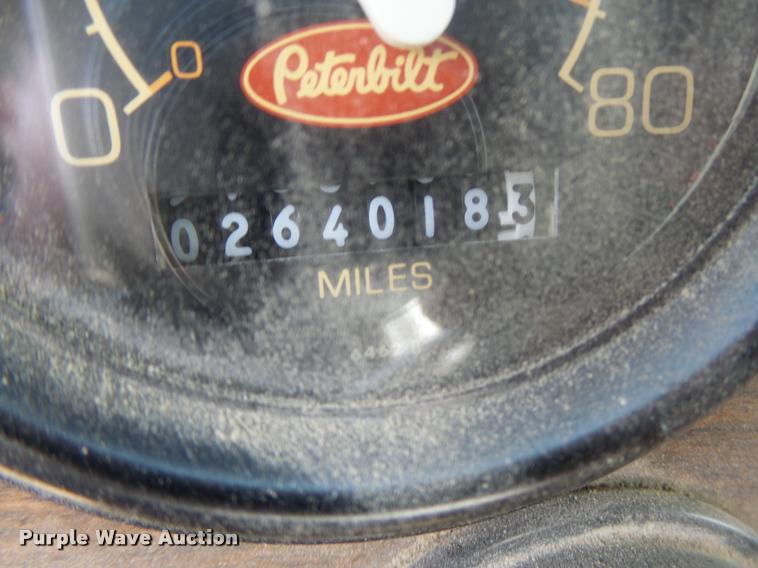 Peterbilt
0 0 80
02640183
MILES
Purple Wave Auction